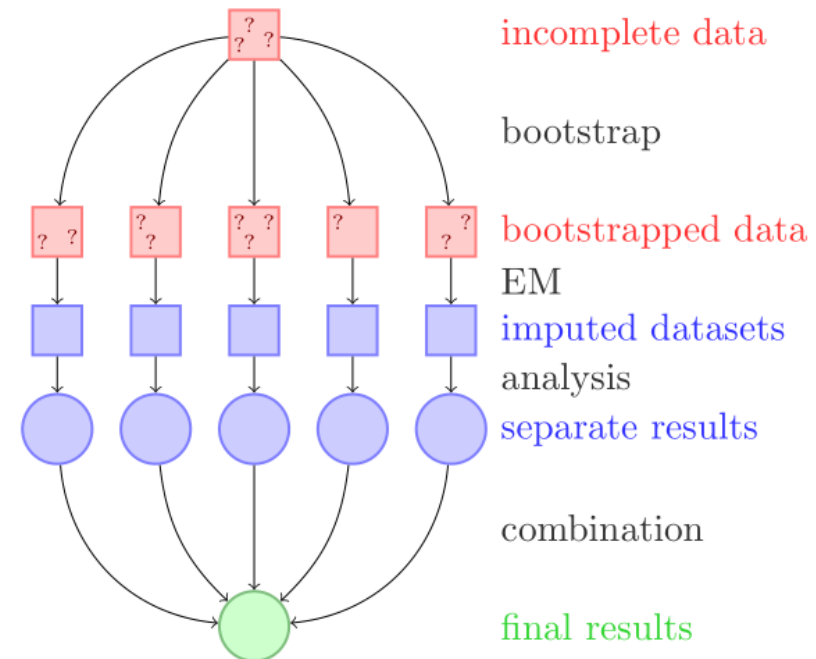 ? ? ? incomplete data
bootstrap
? ? ? ? ? ? ? ? ? ? bootstrapped data
EM
imputed datasets
analysis
separate results
combination
final results